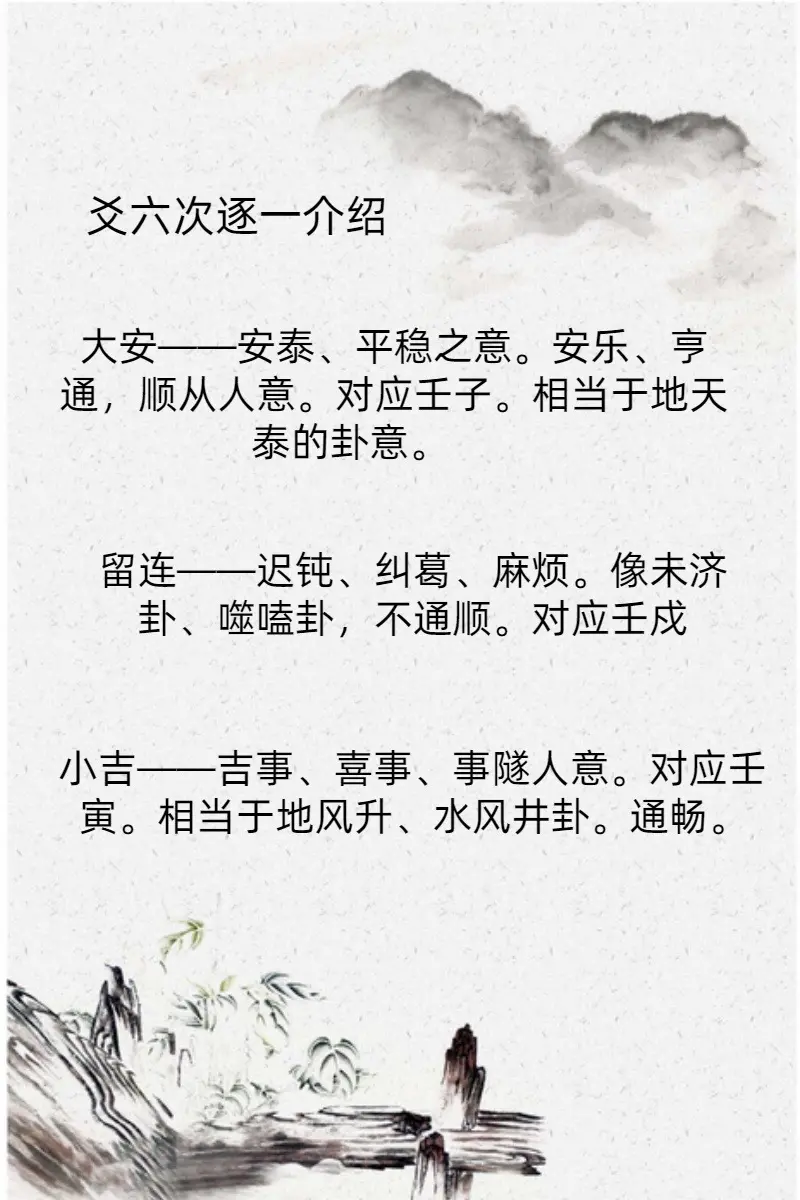 爻六次逐一介绍
大安——安泰、平稳之意。安乐、亨
通，顺从人意。对应壬子。相当于地天
泰的卦意。
留连——迟钝、纠葛、麻烦。像未济
卦、噬嗑卦，不通顺。对应壬戍
小吉——吉事、喜事、事隧人意。对应壬
寅。相当于地风升、水风井卦。通畅。